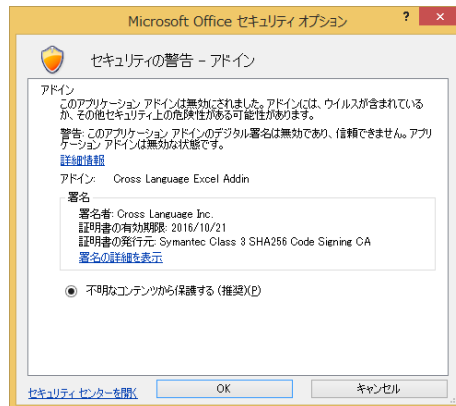 Microsoft Office セキュリティ オプション
?
×
セキュリティの警告 - アドイン
アドイン
このアプリケーション アドインは無効にされました。アドインには、ウイルスが含まれている
か、その他セキュリティ上の危険性がある可能性があります。
警告: このアプリケーション アドインのデジタル署名は無効であり、信頼できません。アプリ
ケーション アドインは無効な状態です。
詳細情報
アドイン: Cross Language Excel Addin
署名
署名者: Cross Language Inc.
証明書の有効期限: 2016/10/21
証明書の発行元: Symantec Class 3 SHA256 Code Signing CA
署名の詳細を表示
不明なコンテンツから保護する (推奨)(P)
セキュリティ センターを開く
OK
キャンセル